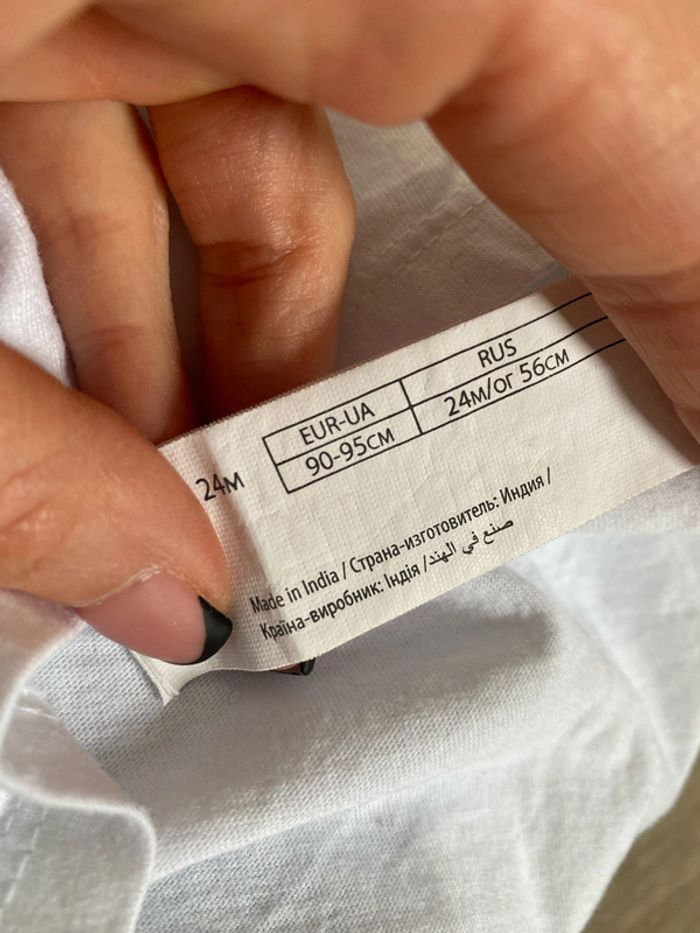 24м
EUR-UA RUS
90-95см 24м/ог 56см
Made in India / Страна-изготовитель: Индия /
Країна-виробник: Індія / صنع في الهند